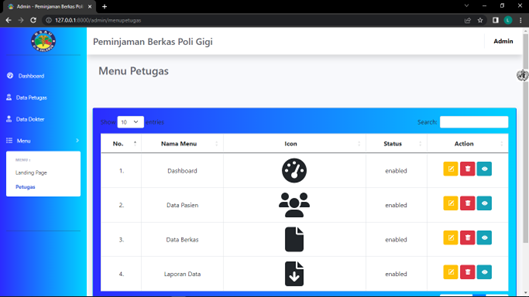 Admin - Peminjaman Berkas Poli
127.0.0.1:8000/admin/menupetugas
Peminjaman Berkas Poli Gigi
Admin
Dashboard
Data Petugas
Data Dokter
Menu
Landing Page
Petugas
Menu Petugas
Show 10 entries
Search:
No. Nama Menu Icon Status Action
1. Dashboard enabled
2. Data Pasien enabled
3. Data Berkas enabled
4. Laporan Data enabled